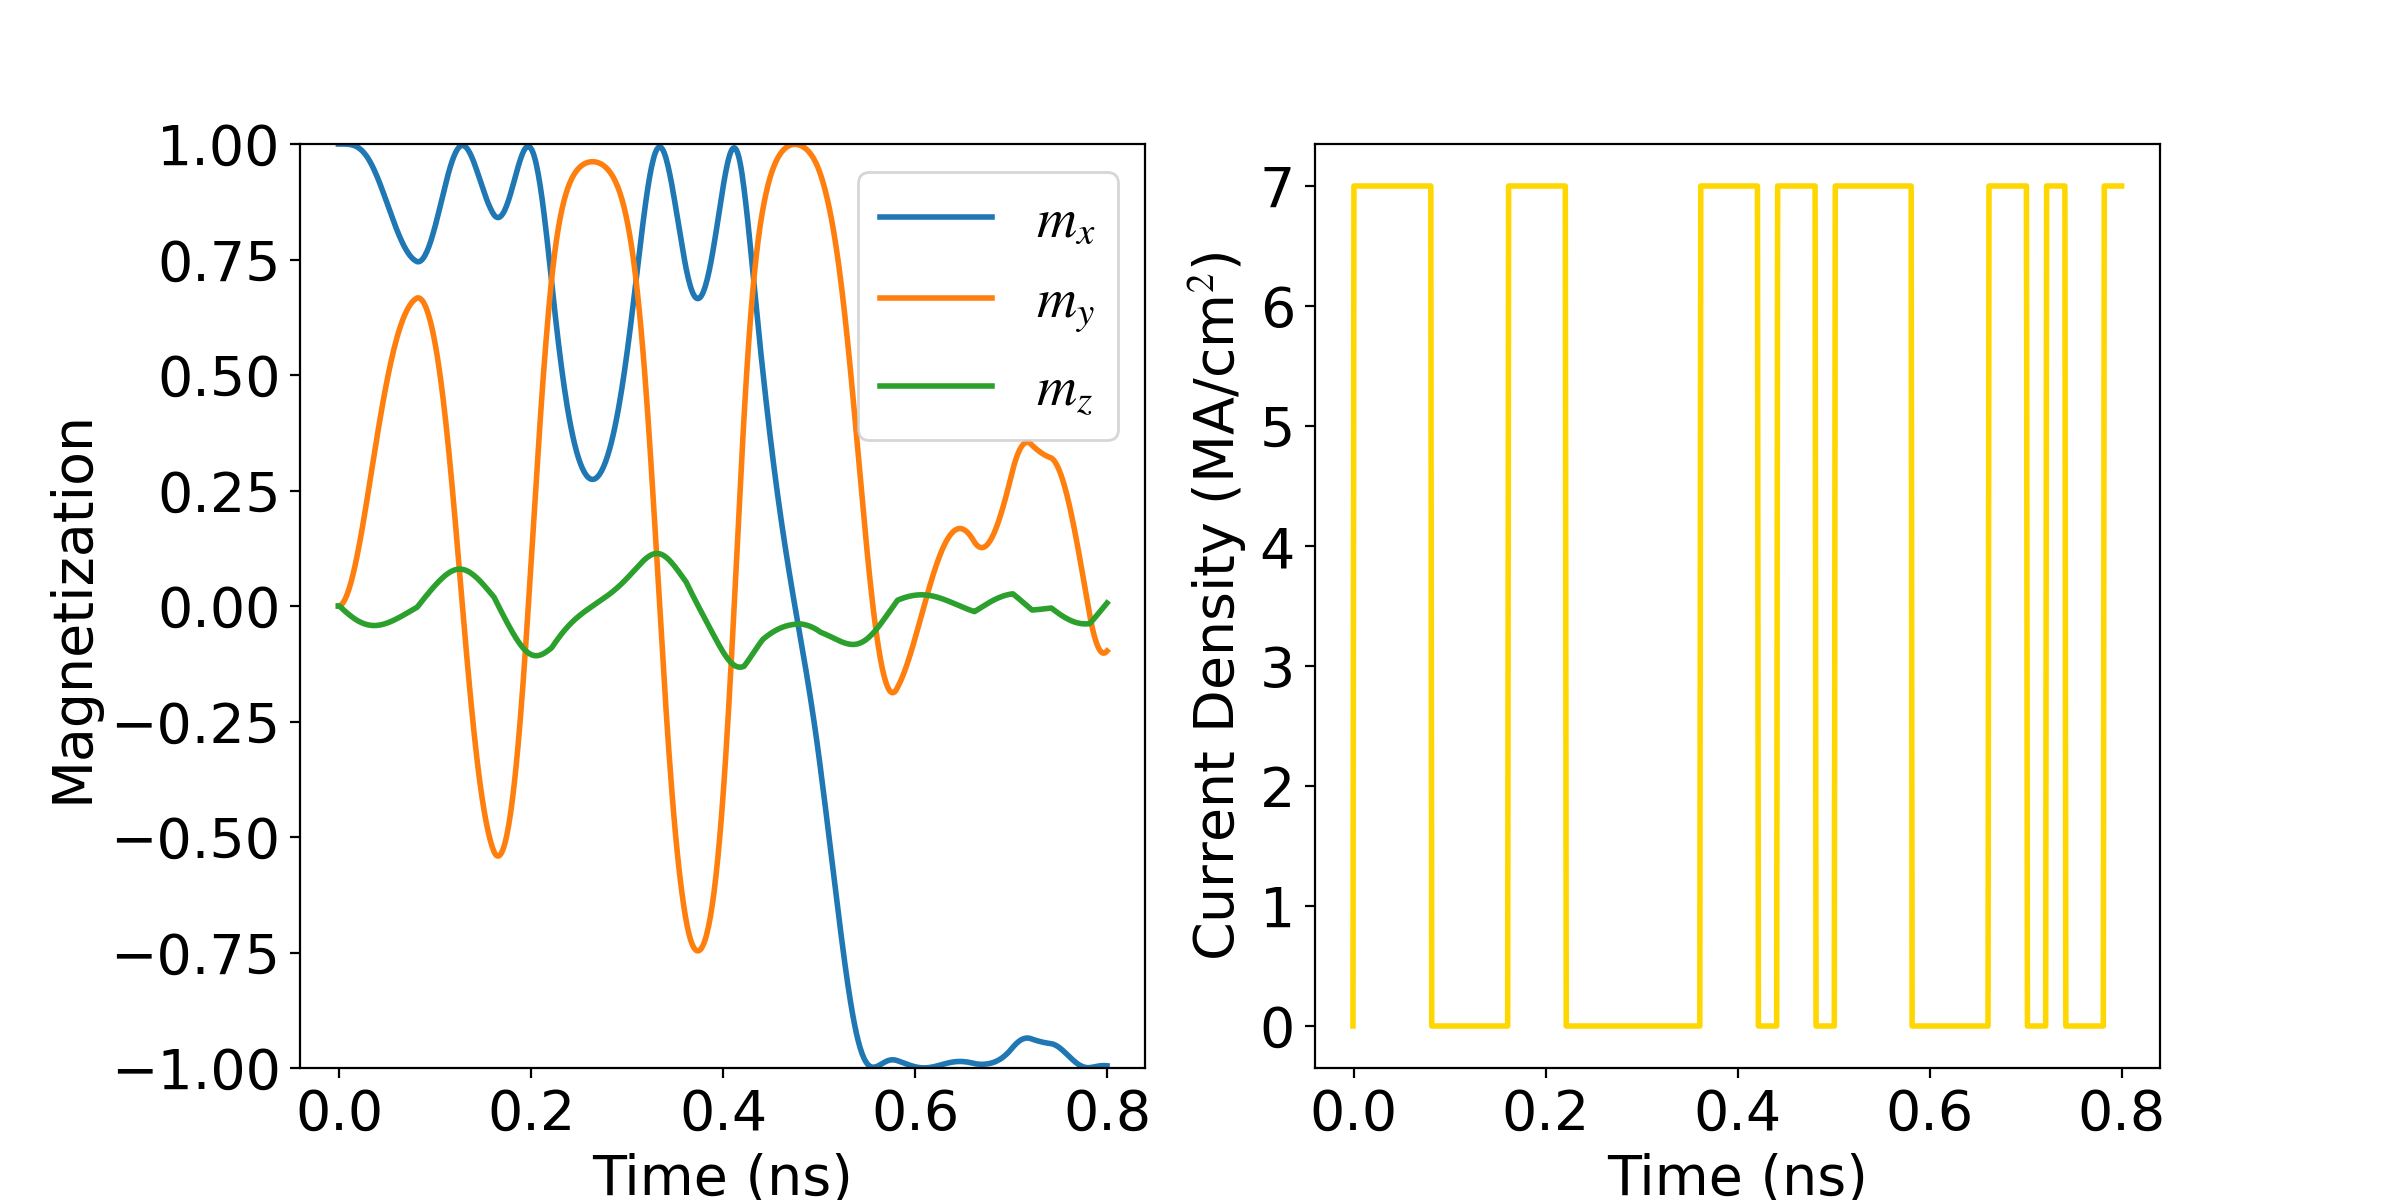 Magnetization
1.00
0.75
0.50
0.25
0.00
−0.25
−0.50
−0.75
−1.00
0.0 0.2 0.4 0.6 0.8
Time (ns)
m_x
m_y
m_z
Current Density (MA/cm²)
7
6
5
4
3
2
1
0
0.0 0.2 0.4 0.6 0.8
Time (ns)